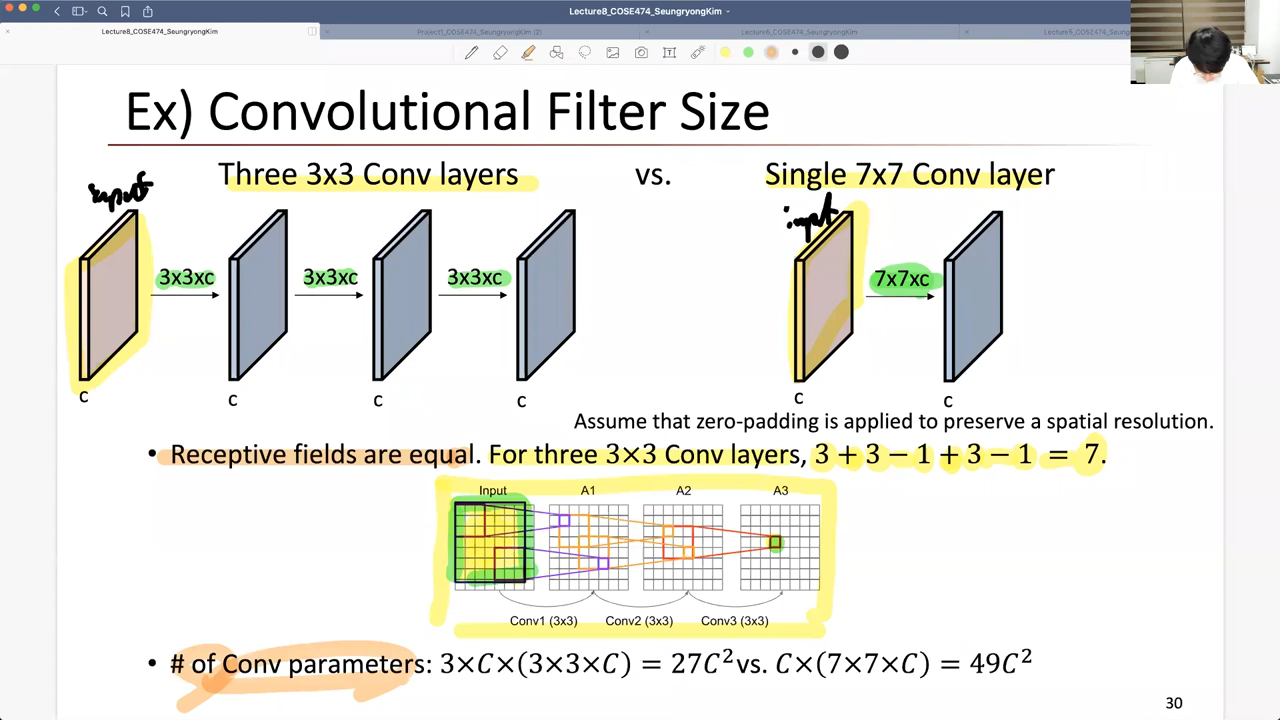 Lecture8_COSE474_SeungryongKim
Lecture8_COSE474_SeungryongKim
Project1_COSE474_SeungryongKim (2)
Lecture6_COSE474_SeungryongKim
Ex) Convolutional Filter Size
Three 3x3 Conv layers vs. Single 7x7 Conv layer
input input
3x3xc 3x3xc 3x3xc 7x7xc
c c c c c c
Assume that zero-padding is applied to preserve a spatial resolution.
• Receptive fields are equal. For three 3×3 Conv layers, 3 + 3 − 1 + 3 − 1 = 7.
Input A1 A2 A3
Conv1 (3x3) Conv2 (3x3) Conv3 (3x3)
• # of Conv parameters: 3×C×(3×3×C) = 27C² vs. C×(7×7×C) = 49C²
30